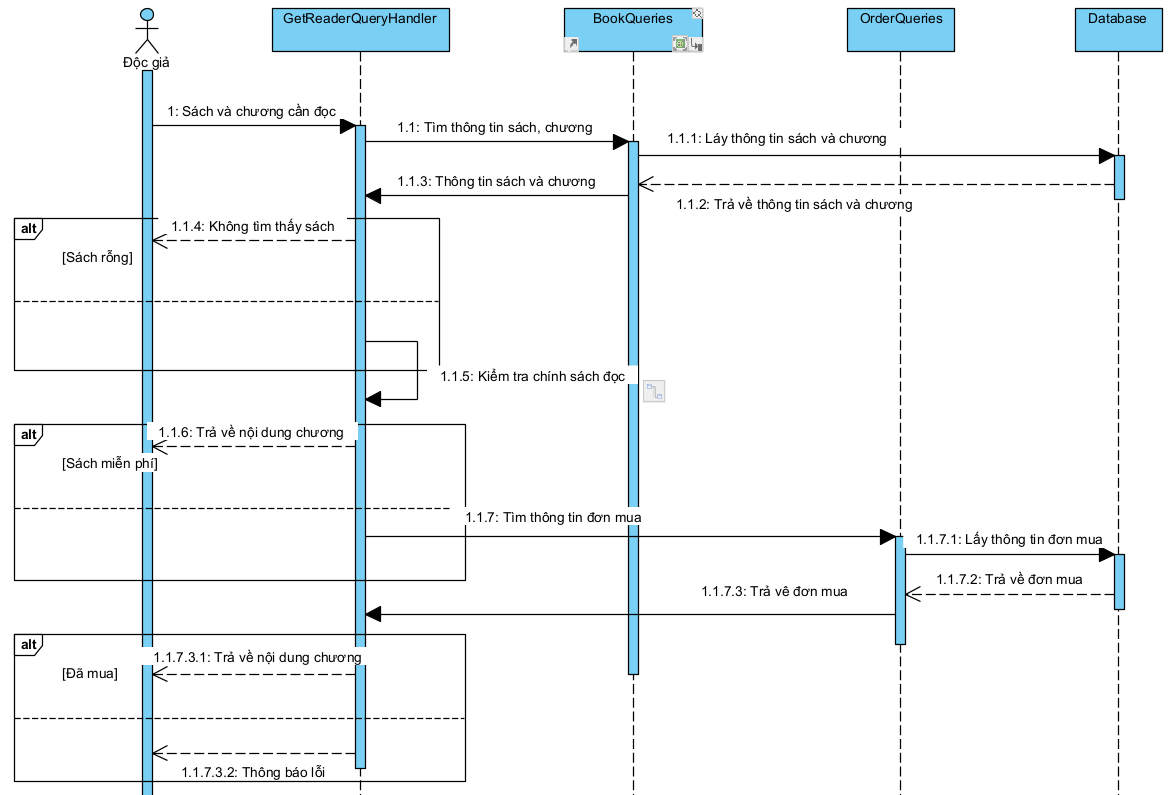 GetReaderQueryHandler
BookQueries
OrderQueries
Database
Độc giả
1: Sách và chương cần đọc
1.1: Tìm thông tin sách, chương
1.1.1: Láy thông tin sách và chương
1.1.3: Thông tin sách và chương
1.1.2: Trả về thông tin sách và chương
alt
1.1.4: Không tìm thấy sách
[Sách rỗng]
1.1.5: Kiểm tra chính sách đọc
alt
1.1.6: Trả về nội dung chương
[Sách miễn phí]
1.1.7: Tìm thông tin đơn mua
1.1.7.1: Lấy thông tin đơn mua
1.1.7.2: Trả về đơn mua
1.1.7.3: Trả vê đơn mua
alt
1.1.7.3.1: Trả về nội dung chương
[Đã mua]
1.1.7.3.2: Thông báo lỗi